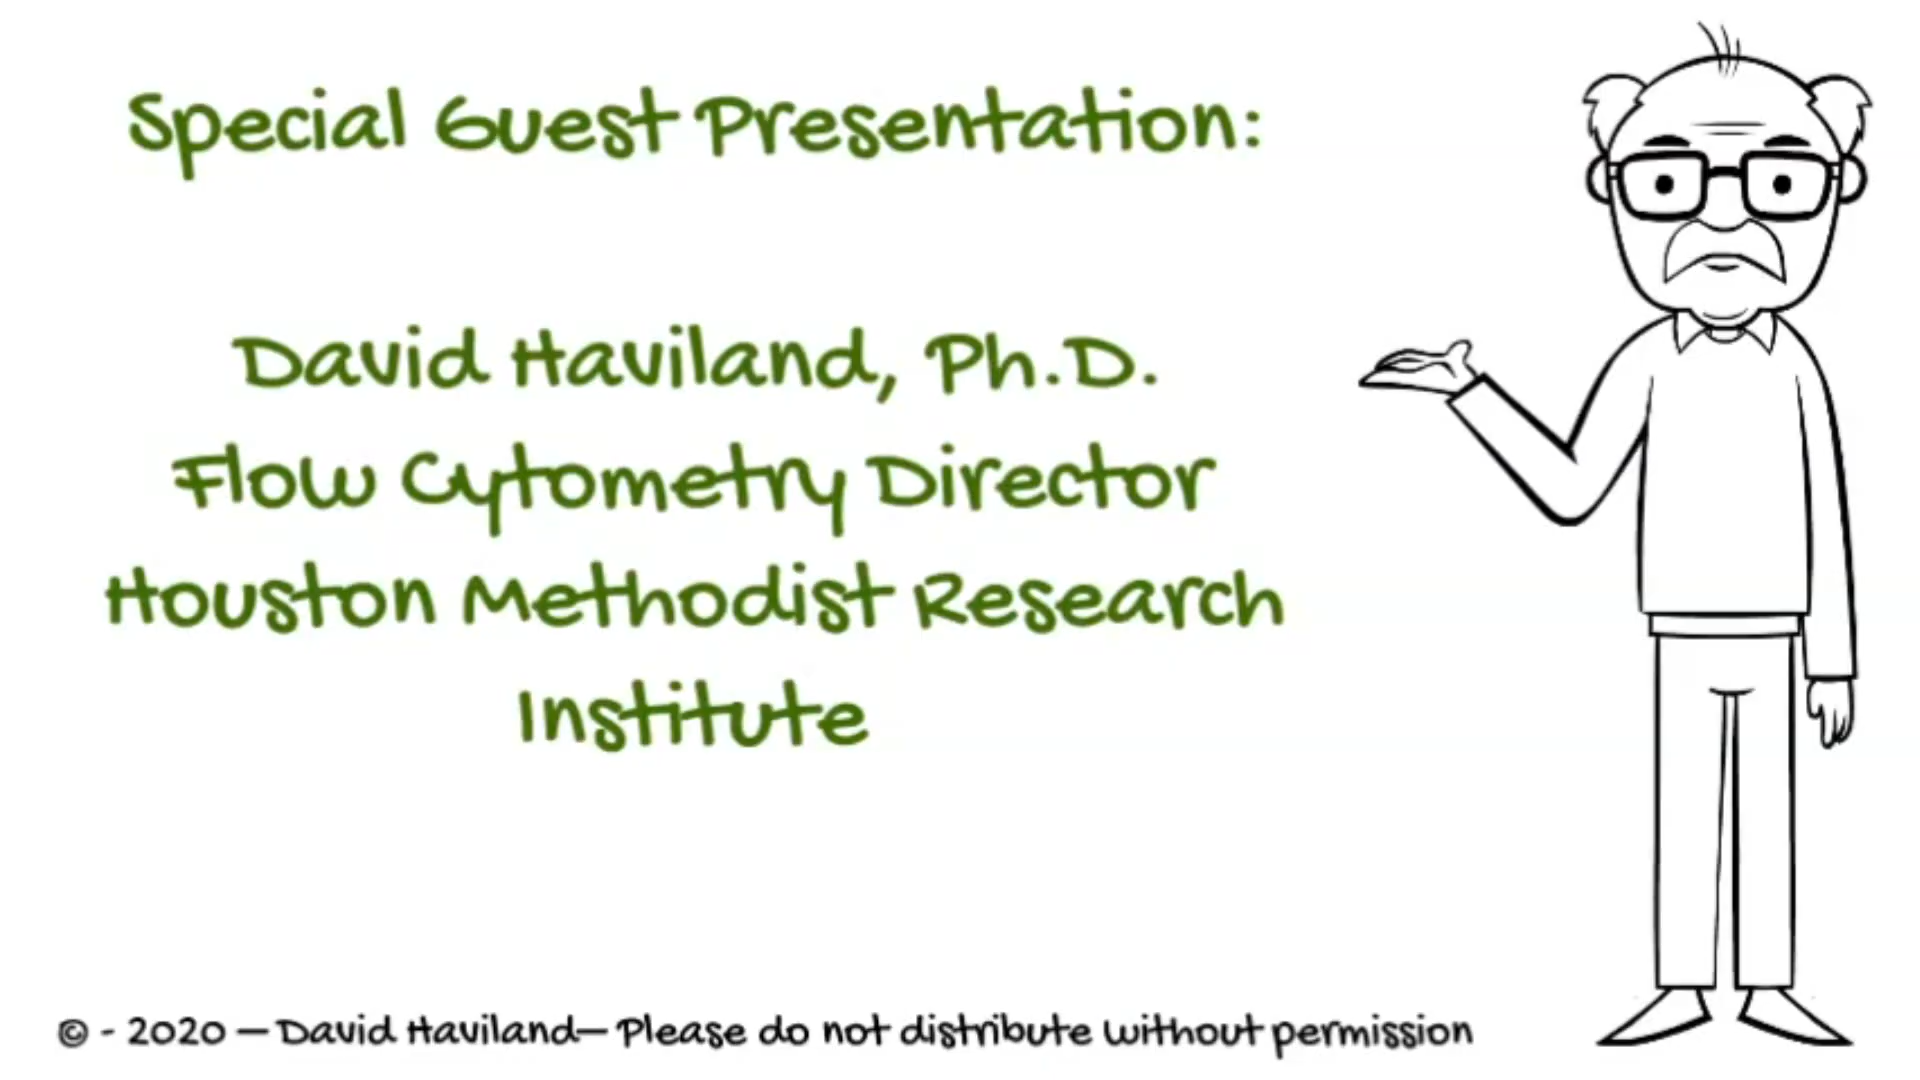 Special Guest Presentation:
David Haviland, Ph.D.
Flow Cytometry Director
Houston Methodist Research
Institute
© - 2020 — David Haviland— Please do not distribute without permission